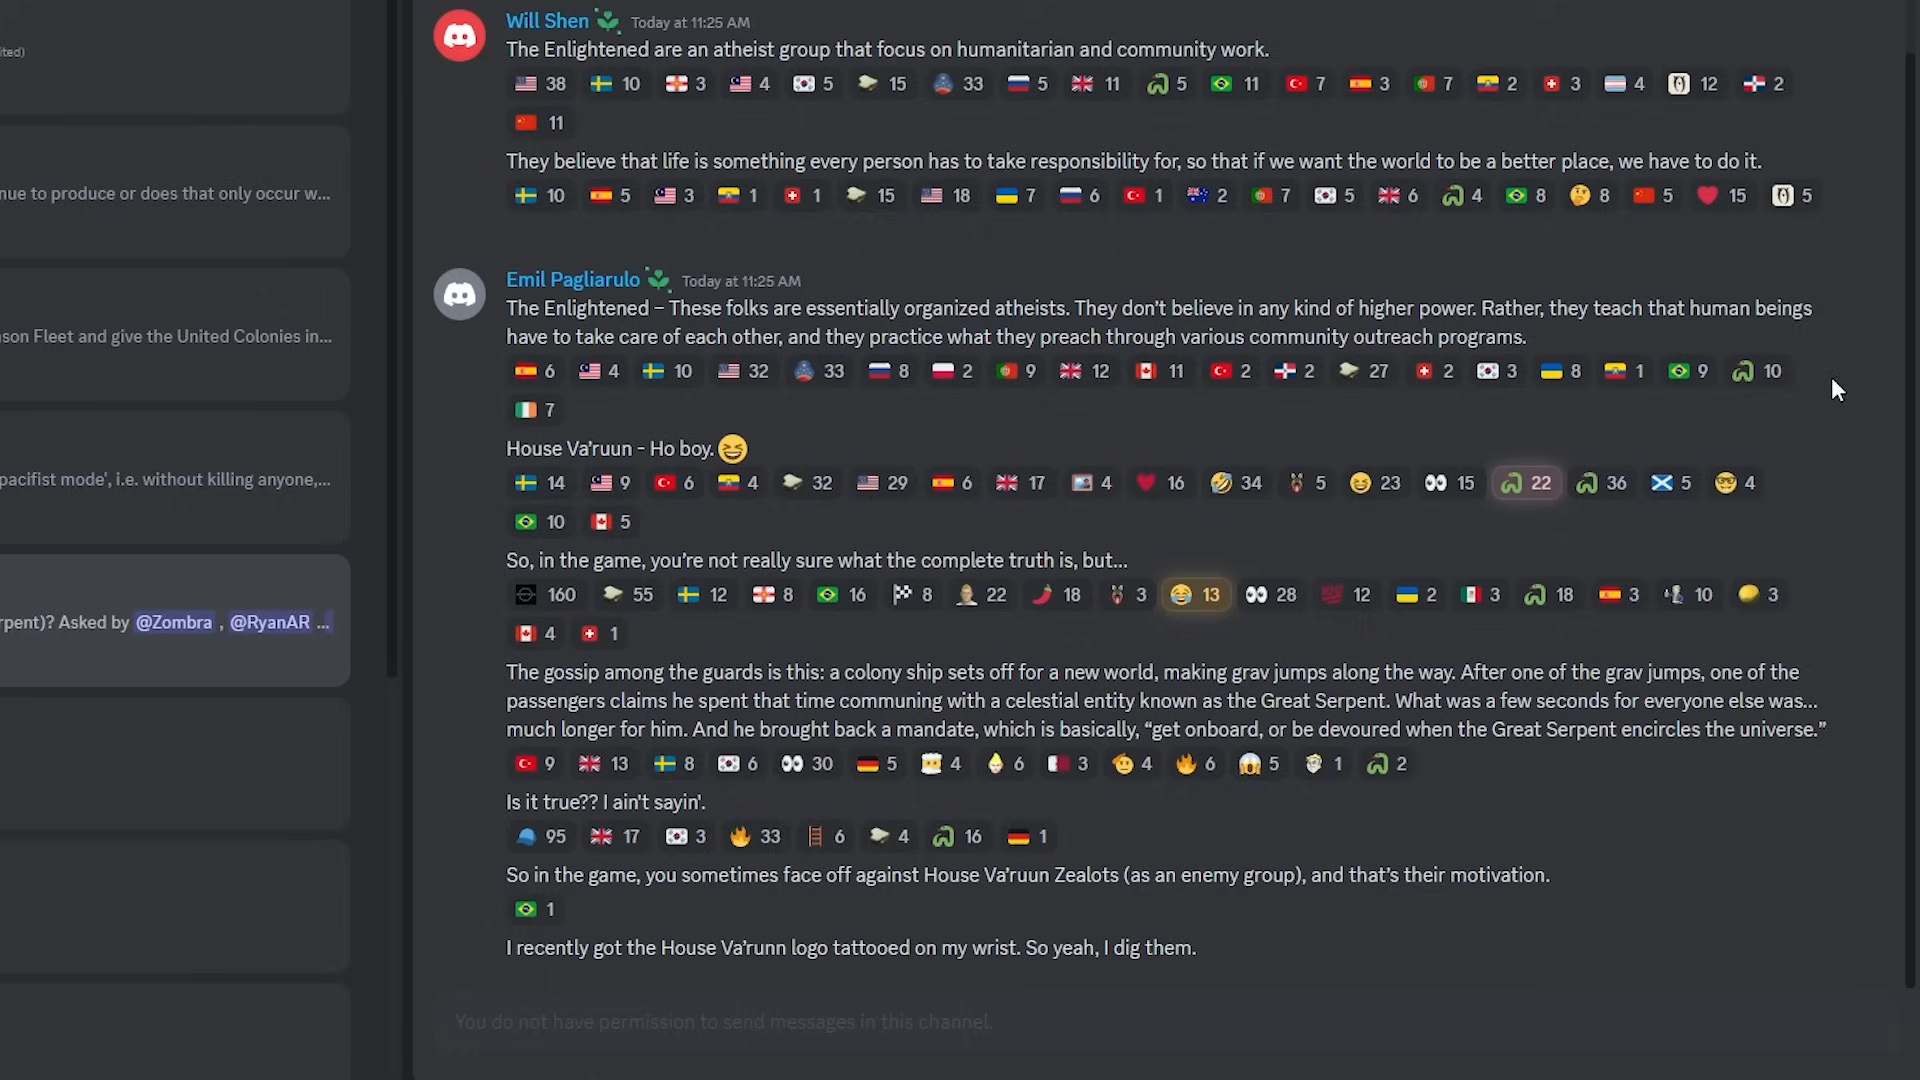 ited)
nue to produce or does that only occur w...
son Fleet and give the United Colonies in...
pacifist mode', i.e. without killing anyone,...
rpent)? Asked by @Zombra , @RyanAR ...
Will Shen Today at 11:25 AM
The Enlightened are an atheist group that focus on humanitarian and community work.
38 10 3 4 5 15 33 5 11 5 11 7 3 7 2 3 4 12 2
11
They believe that life is something every person has to take responsibility for, so that if we want the world to be a better place, we have to do it.
10 5 3 1 1 15 18 7 6 1 2 7 5 6 4 8 8 5 15 5
Emil Pagliarulo Today at 11:25 AM
The Enlightened – These folks are essentially organized atheists. They don't believe in any kind of higher power. Rather, they teach that human beings
have to take care of each other, and they practice what they preach through various community outreach programs.
6 4 10 32 33 8 2 9 12 11 2 2 27 2 3 8 1 9 10
7
House Va'ruun - Ho boy.
14 9 6 4 32 29 6 17 4 16 34 5 23 15 22 36 5 4
10 5
So, in the game, you're not really sure what the complete truth is, but...
160 55 12 8 16 8 22 18 3 13 28 12 2 3 18 3 10 3
4 1
The gossip among the guards is this: a colony ship sets off for a new world, making grav jumps along the way. After one of the grav jumps, one of the
passengers claims he spent that time communing with a celestial entity known as the Great Serpent. What was a few seconds for everyone else was...
much longer for him. And he brought back a mandate, which is basically, “get onboard, or be devoured when the Great Serpent encircles the universe.”
9 13 8 6 30 5 4 6 3 4 6 5 1 2
Is it true?? I ain't sayin'.
95 17 3 33 6 4 16 1
So in the game, you sometimes face off against House Va'ruun Zealots (as an enemy group), and that's their motivation.
1
I recently got the House Va'runn logo tattooed on my wrist. So yeah, I dig them.
You do not have permission to send messages in this channel.